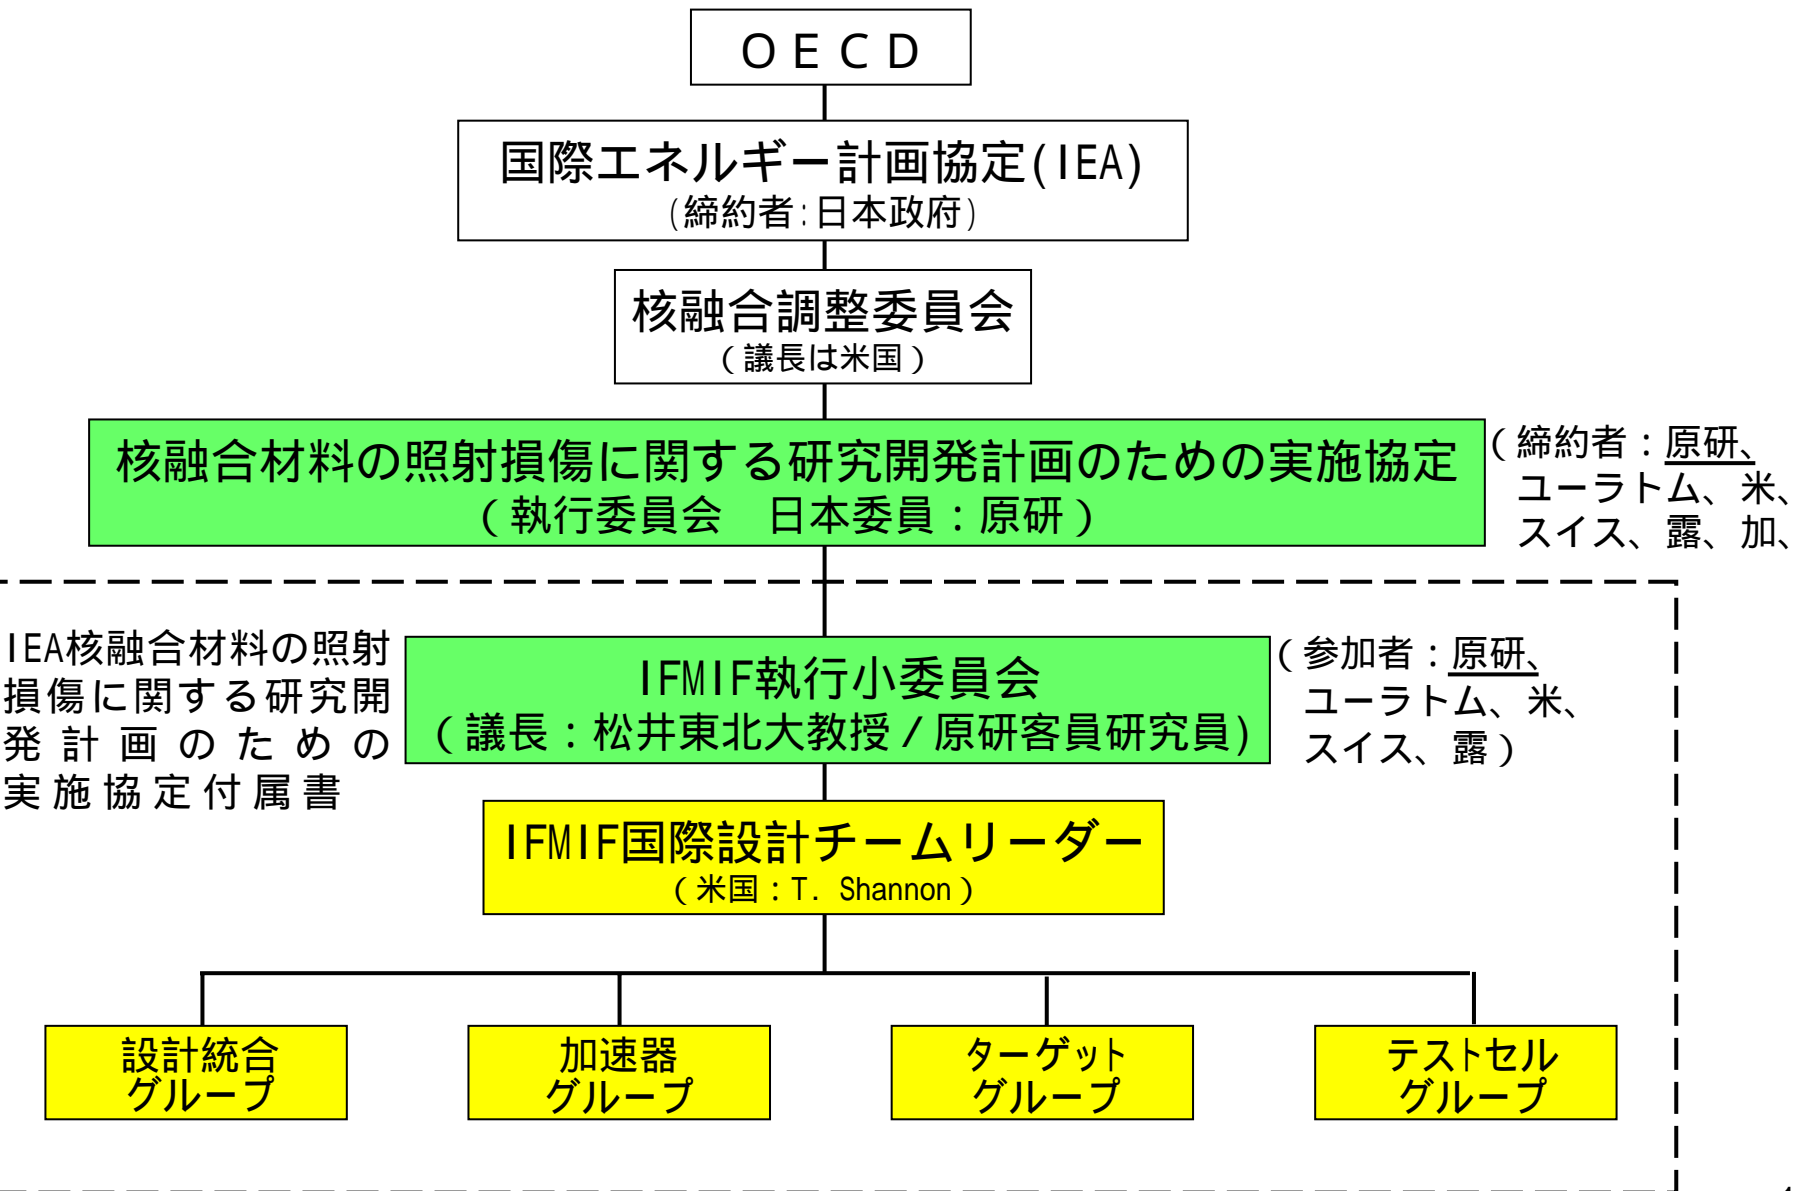 ＯＥＣＤ
国際エネルギー計画協定(IEA)
(締約者:日本政府)
核融合調整委員会
（議長は米国）
核融合材料の照射損傷に関する研究開発計画のための実施協定
（執行委員会　日本委員：原研）
（締約者：原研、
ユーラトム、米、
スイス、露、加、
IEA核融合材料の照射
損傷に関する研究開
発計画のための
実施協定付属書
IFMIF執行小委員会
（議長：松井東北大教授／原研客員研究員)
（参加者：原研、
ユーラトム、米、
スイス、露）
IFMIF国際設計チームリーダー
（米国：T. Shannon）
設計統合
グループ
加速器
グループ
ターゲット
グループ
テストセル
グループ